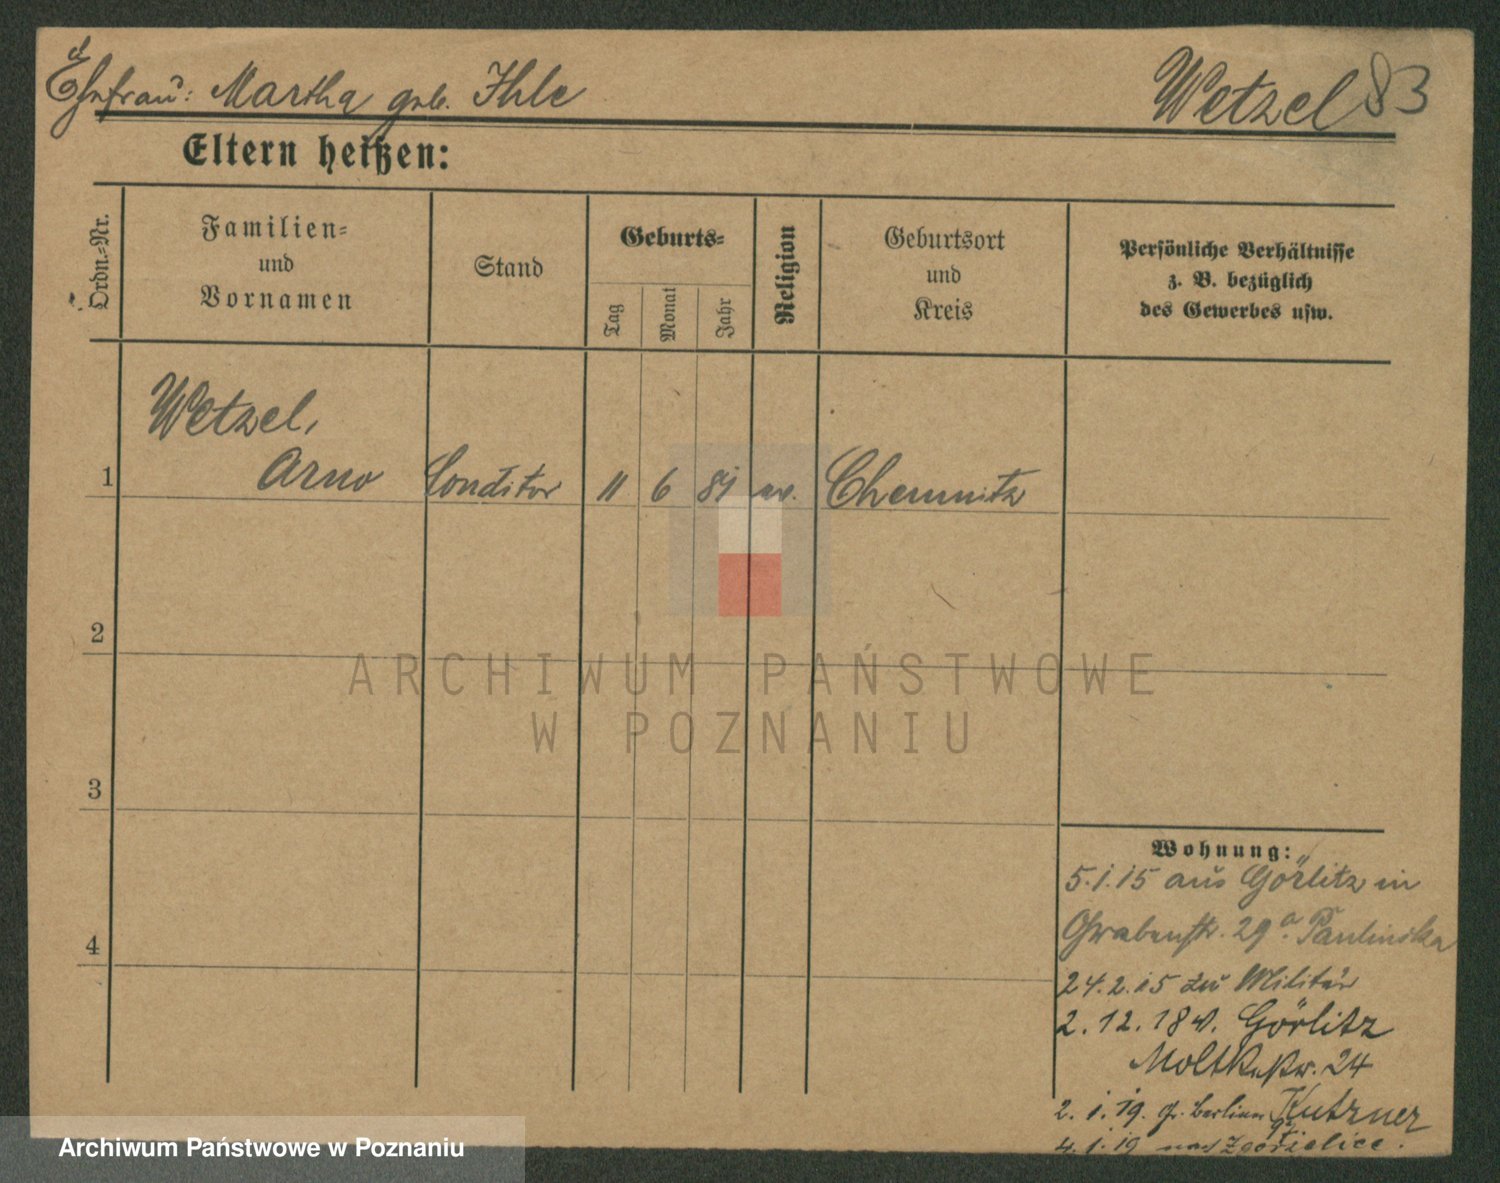 Ehefrau: Martha geb. Ihle
Wetzel 83
Eltern heißen:
Ordn.-Nr.
Familien-
und
Vornamen
Stand
Geburts-
Tag
Monat
Jahr
Religion
Geburtsort
und
Kreis
Persönliche Verhältnisse
z. B. bezüglich
des Gewerbes usw.
Wetzel,
1 Arno Conditor 11 6 89 ev. Chemnitz
2
3
4
ARCHIWUM PAŃSTWOWE
W POZNANIU
Wohnung:
5.1.15 aus Görlitz in
Grabenstr. 29a. Paulinska
24.2.15 zu Militär
2.12.18 v. Görlitz
Moltkestr. 24
2.1.19. Gr. Berliner Kutzner
4.1.19 nach Zgorzelice.
Archiwum Państwowe w Poznaniu